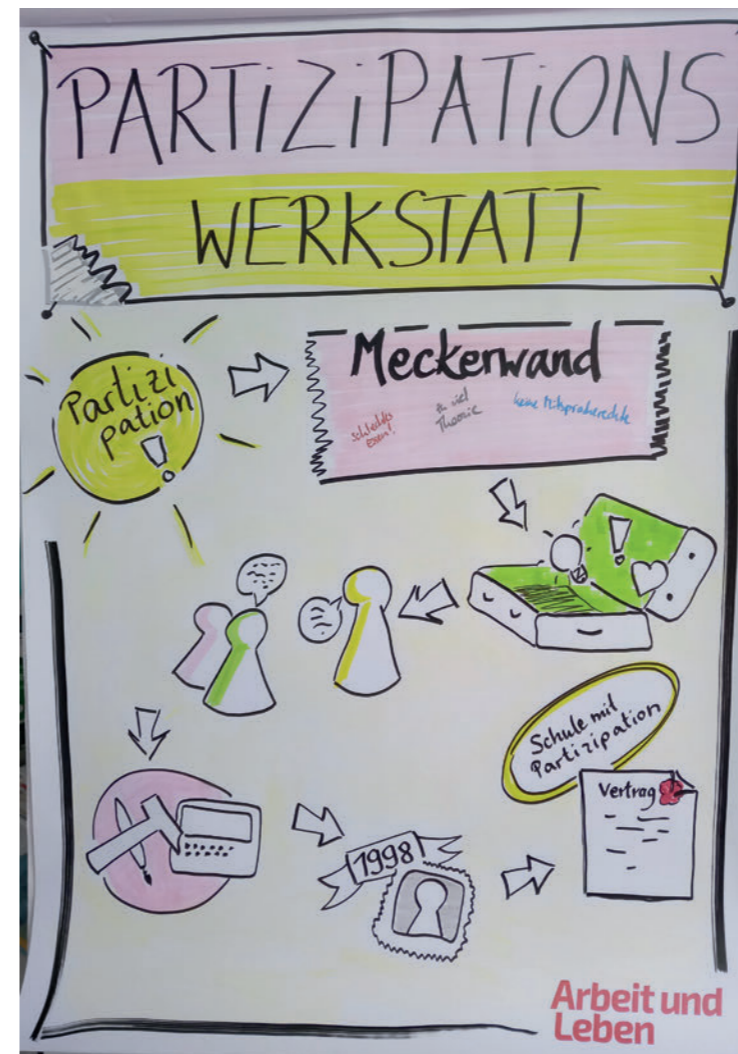 PARTiZiPATiONS
WERKSTATT
Partizi
pation
!
Meckerwand
schlechtes
essen!
zu viel
Theorie
keine Mitspracherechte
!
Schule mit
Partizipation
Vertrag
1998
Arbeit und
Leben